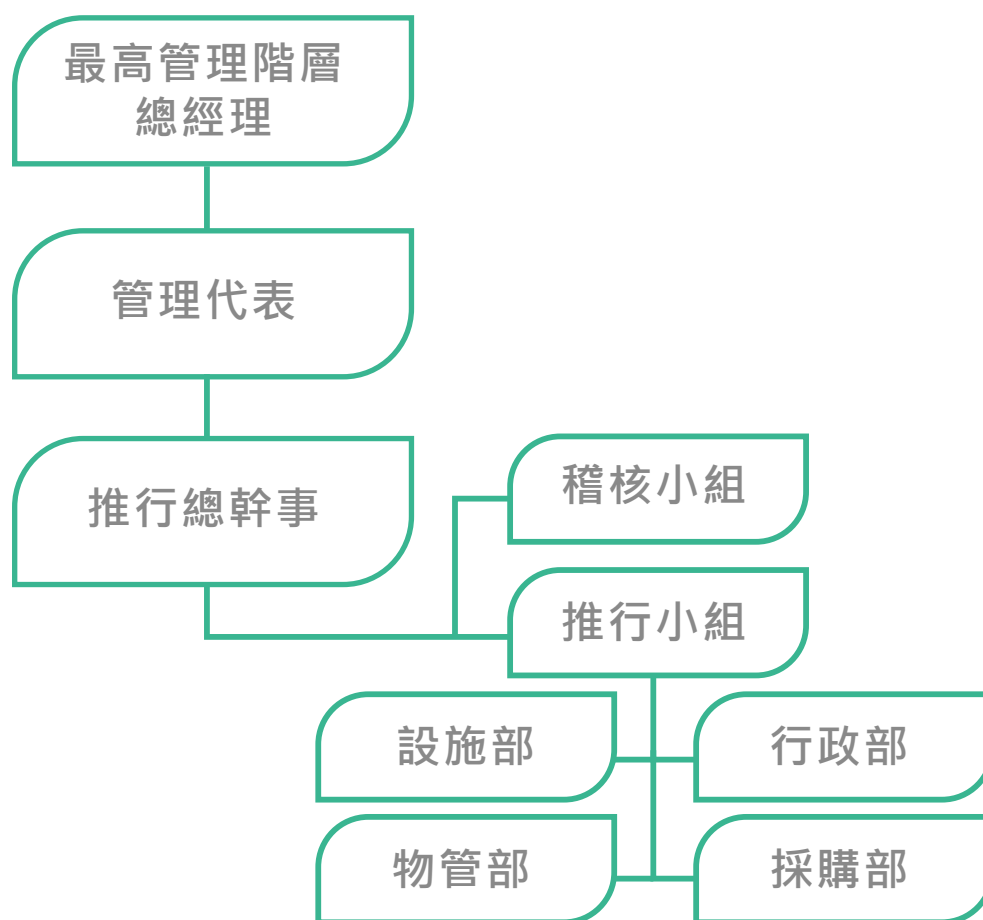 最高管理階層
總經理
管理代表
推行總幹事
稽核小組
推行小組
設施部
行政部
物管部
採購部